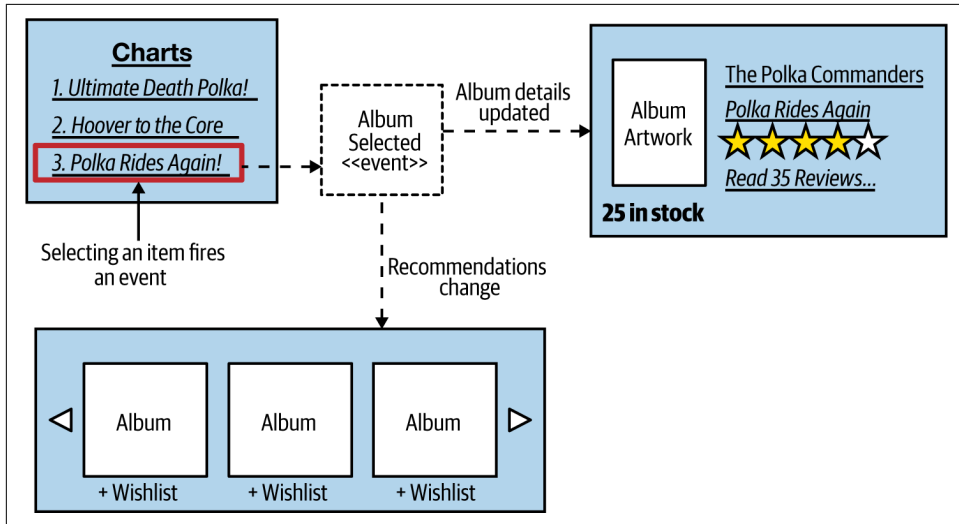 Charts
1. Ultimate Death Polka!
2. Hoover to the Core
3. Polka Rides Again!
Selecting an item fires
an event
Album
Selected
<<event>>
Album details
updated
Album
Artwork
The Polka Commanders
Polka Rides Again
Read 35 Reviews...
25 in stock
Recommendations
change
Album
Album
Album
+ Wishlist
+ Wishlist
+ Wishlist